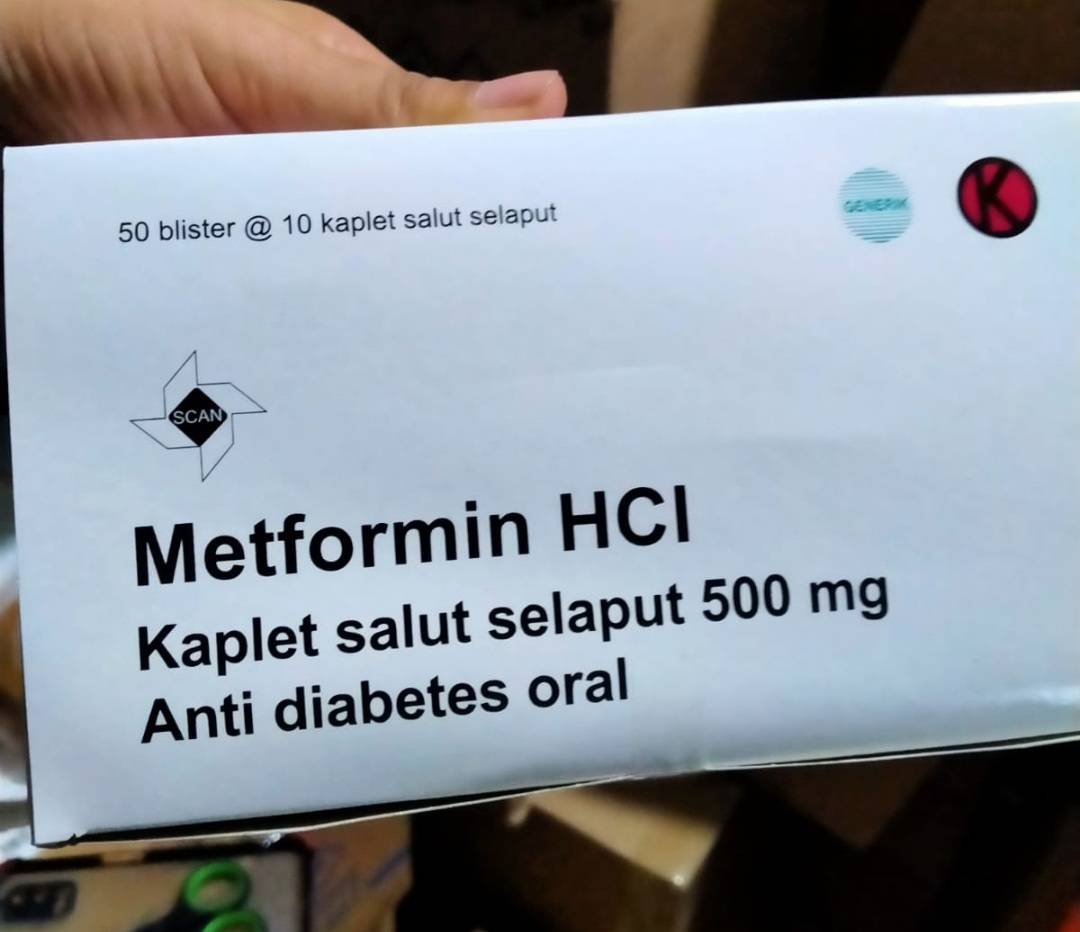 50 blister @ 10 kaplet salut selaput
GENERIK
K
SCAN
Metformin HCl
Kaplet salut selaput 500 mg
Anti diabetes oral